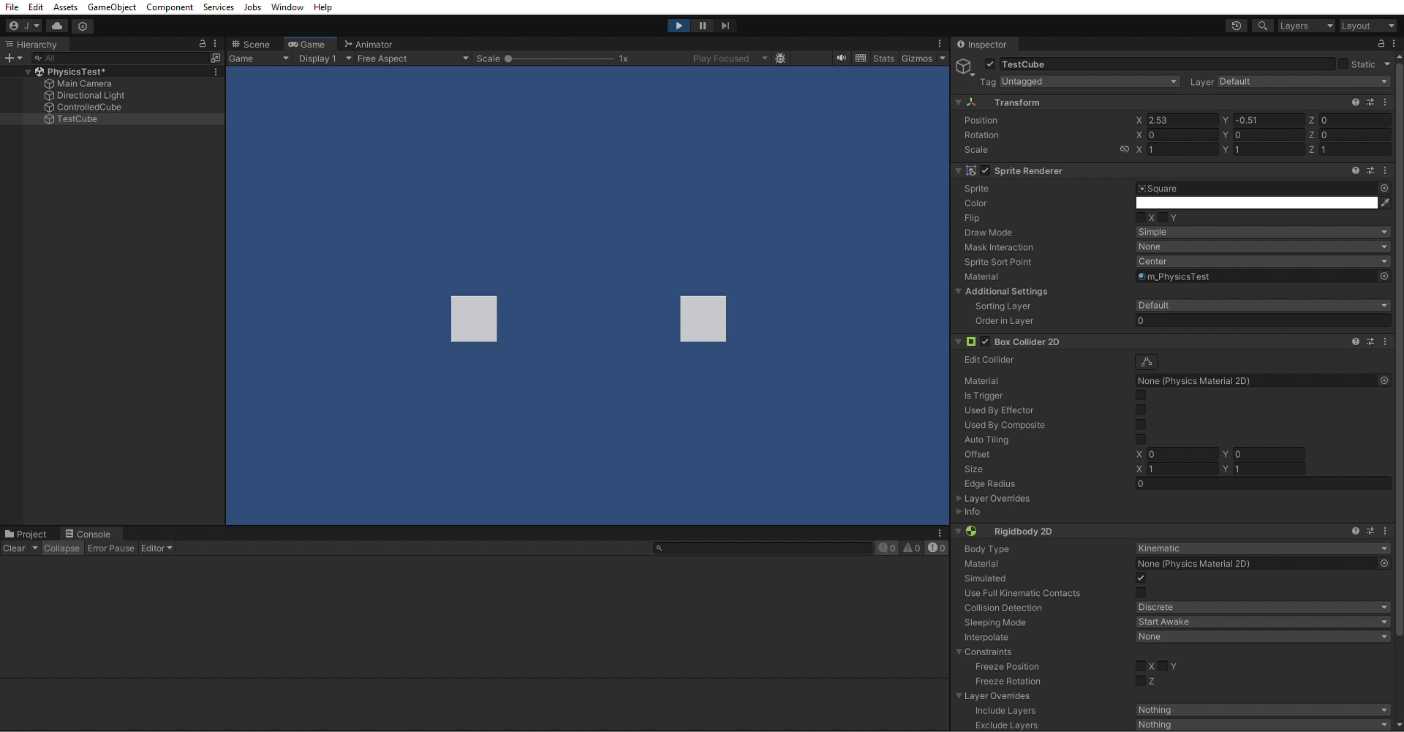 File Edit Assets GameObject Component Services Jobs Window Help
J Layers Layout
Hierarchy
All
PhysicsTest*
Main Camera
Directional Light
ControlledCube
TestCube
Scene Game Animator
Game Display 1 Free Aspect Scale 1x Play Focused Stats Gizmos
Project Console
Clear Collapse Error Pause Editor 0 0 0
Inspector
TestCube Static
Tag Untagged Layer Default
Transform
Position X 2.53 Y -0.51 Z 0
Rotation X 0 Y 0 Z 0
Scale X 1 Y 1 Z 1
Sprite Renderer
Sprite Square
Color
Flip X Y
Draw Mode Simple
Mask Interaction None
Sprite Sort Point Center
Material m_PhysicsTest
Additional Settings
Sorting Layer Default
Order in Layer 0
Box Collider 2D
Edit Collider
Material None (Physics Material 2D)
Is Trigger
Used By Effector
Used By Composite
Auto Tiling
Offset X 0 Y 0
Size X 1 Y 1
Edge Radius 0
Layer Overrides
Info
Rigidbody 2D
Body Type Kinematic
Material None (Physics Material 2D)
Simulated
Use Full Kinematic Contacts
Collision Detection Discrete
Sleeping Mode Start Awake
Interpolate None
Constraints
Freeze Position X Y
Freeze Rotation Z
Layer Overrides
Include Layers Nothing
Exclude Layers Nothing